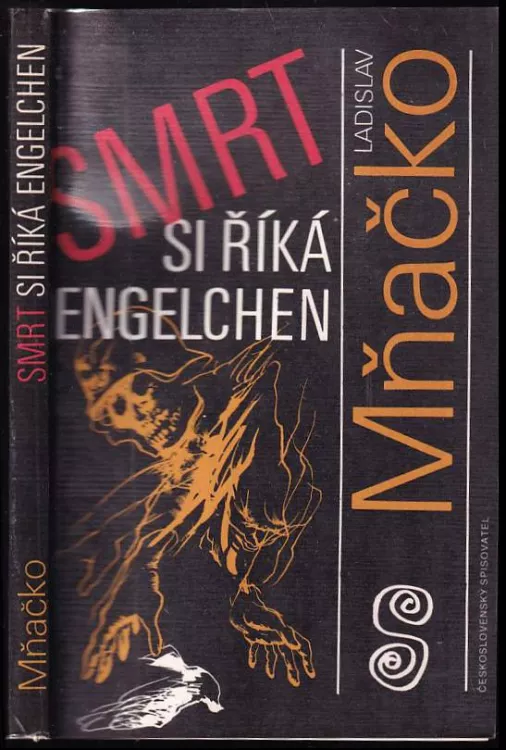 SMRT SI ŘÍKÁ ENGELCHEN
Mňačko
SMRT
SI ŘÍKÁ
ENGELCHEN
LADISLAV
Mňačko
ČESKOSLOVENSKÝ SPISOVATEL